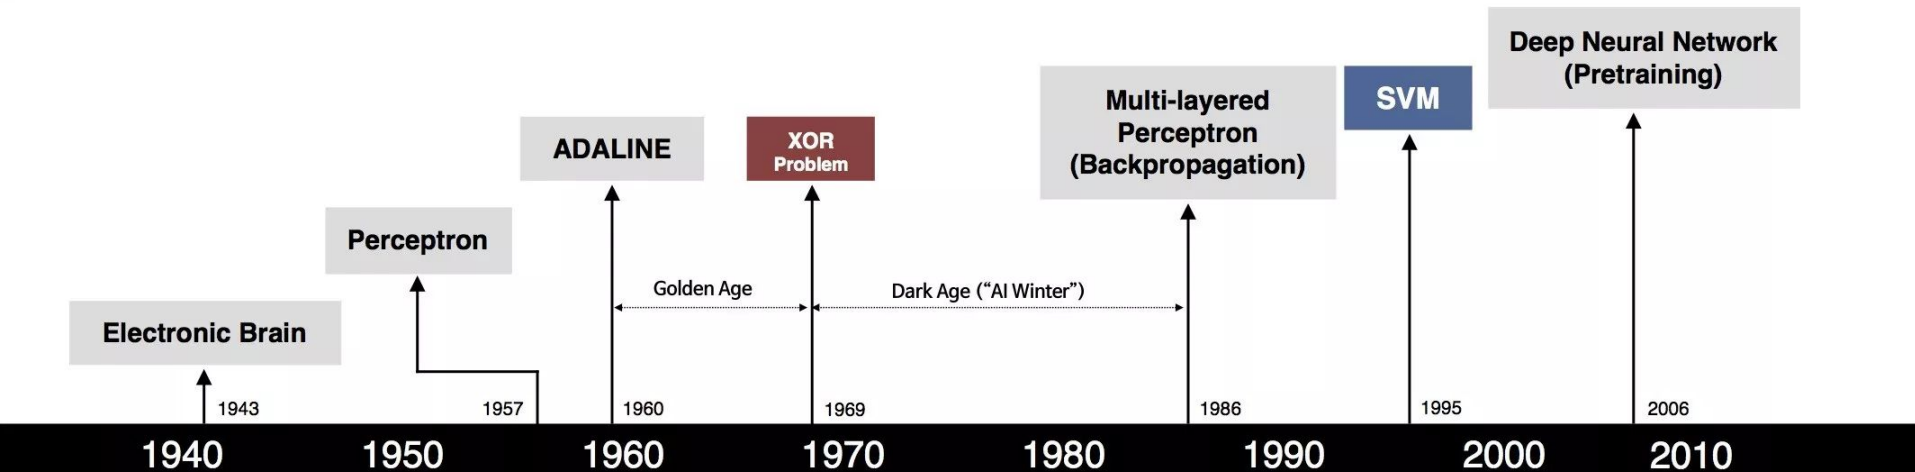 Deep Neural Network
(Pretraining)
Multi-layered
Perceptron
(Backpropagation)
SVM
ADALINE
XOR
Problem
Perceptron
Golden Age
Dark Age (“AI Winter”)
Electronic Brain
1943
1957
1960
1969
1986
1995
2006
1940
1950
1960
1970
1980
1990
2000
2010